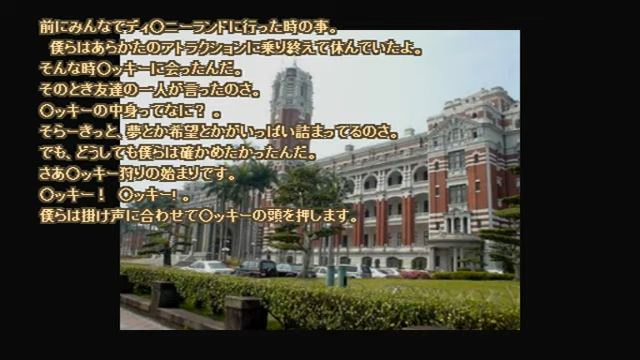 前にみんなでディ○ニーランドに行った時の事。
僕らはあらかたのアトラクションに乗り終えて休んでいたよ。
そんな時○ッキーに会ったんだ。
そのとき友達の一人が言ったのさ。
○ッキーの中身ってなに？。
そらーきっと、夢とか希望とかがいっぱい詰まってるのさ。
でも、どうしても僕らは確かめたかったんだ。
さあ○ッキー狩りの始まりです。
○ッキー！　○ッキー！。
僕らは掛け声に合わせて○ッキーの頭を押します。